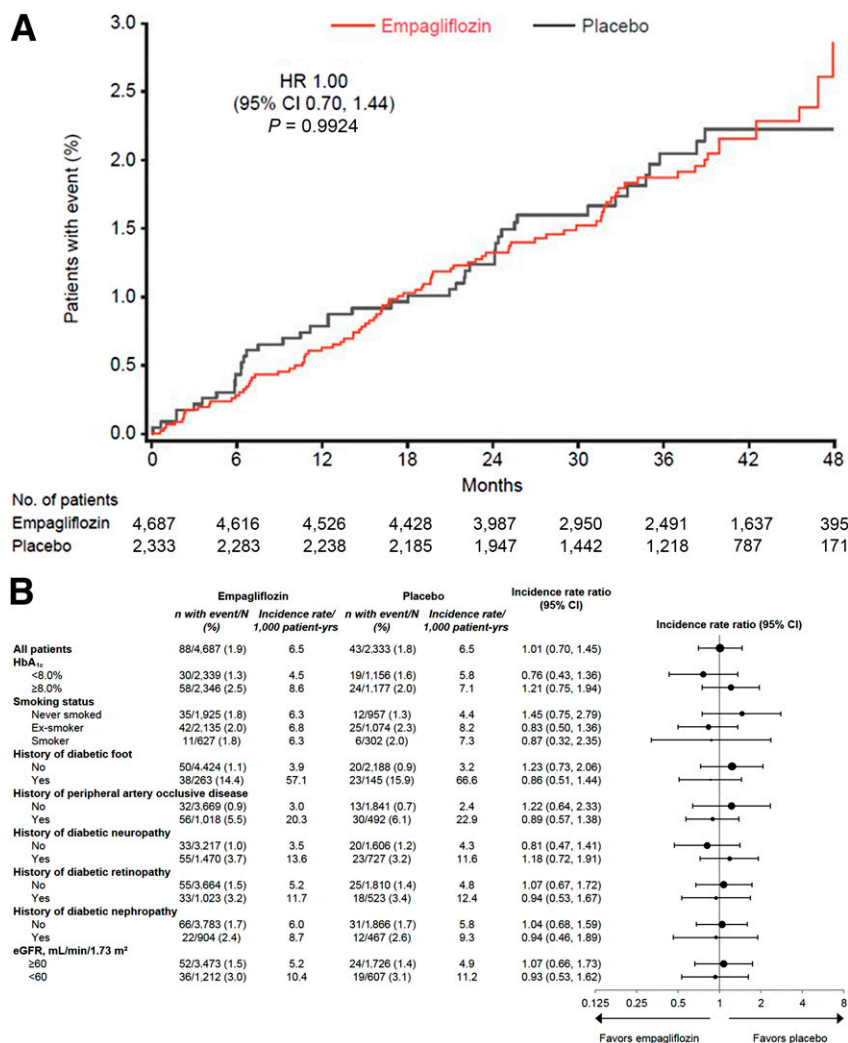 A
Empagliflozin Placebo
HR 1.00
(95% CI 0.70, 1.44)
P = 0.9924
Patients with event (%)
3.0
2.5
2.0
1.5
1.0
0.5
0.0
0 6 12 18 24 30 36 42 48
Months
No. of patients
Empagliflozin 4,687 4,616 4,526 4,428 3,987 2,950 2,491 1,637 395
Placebo 2,333 2,283 2,238 2,185 1,947 1,442 1,218 787 171
B
Empagliflozin Placebo Incidence rate ratio
(95% CI)
n with event/N Incidence rate/ n with event/N Incidence rate/
(%) 1,000 patient-yrs (%) 1,000 patient-yrs
Incidence rate ratio (95% CI)
All patients 88/4,687 (1.9) 6.5 43/2,333 (1.8) 6.5 1.01 (0.70, 1.45)
HbA1c
<8.0% 30/2,339 (1.3) 4.5 19/1,156 (1.6) 5.8 0.76 (0.43, 1.36)
≥8.0% 58/2,346 (2.5) 8.6 24/1,177 (2.0) 7.1 1.21 (0.75, 1.94)
Smoking status
Never smoked 35/1,925 (1.8) 6.3 12/957 (1.3) 4.4 1.45 (0.75, 2.79)
Ex-smoker 42/2,135 (2.0) 6.8 25/1,074 (2.3) 8.2 0.83 (0.50, 1.36)
Smoker 11/627 (1.8) 6.3 6/302 (2.0) 7.3 0.87 (0.32, 2.35)
History of diabetic foot
No 50/4,424 (1.1) 3.9 20/2,188 (0.9) 3.2 1.23 (0.73, 2.06)
Yes 38/263 (14.4) 57.1 23/145 (15.9) 66.6 0.86 (0.51, 1.44)
History of peripheral artery occlusive disease
No 32/3.669 (0.9) 3.0 13/1.841 (0.7) 2.4 1.22 (0.64, 2.33)
Yes 56/1,018 (5.5) 20.3 30/492 (6.1) 22.9 0.89 (0.57, 1.38)
History of diabetic neuropathy
No 33/3,217 (1.0) 3.5 20/1.606 (1.2) 4.3 0.81 (0.47, 1.41)
Yes 55/1,470 (3.7) 13.6 23/727 (3.2) 11.6 1.18 (0.72, 1.91)
History of diabetic retinopathy
No 55/3,664 (1.5) 5.2 25/1,810 (1.4) 4.8 1.07 (0.67, 1.72)
Yes 33/1,023 (3.2) 11.7 18/523 (3.4) 12.4 0.94 (0.53, 1.67)
History of diabetic nephropathy
No 66/3,783 (1.7) 6.0 31/1,866 (1.7) 5.8 1.04 (0.68, 1.59)
Yes 22/904 (2.4) 8.7 12/467 (2.6) 9.3 0.94 (0.46, 1.89)
eGFR, mL/min/1.73 m²
≥60 52/3,473 (1.5) 5.2 24/1,726 (1.4) 4.9 1.07 (0.66, 1.73)
<60 36/1,212 (3.0) 10.4 19/607 (3.1) 11.2 0.93 (0.53, 1.62)
0.125 0.25 0.5 1 2 4 8
Favors empagliflozin Favors placebo